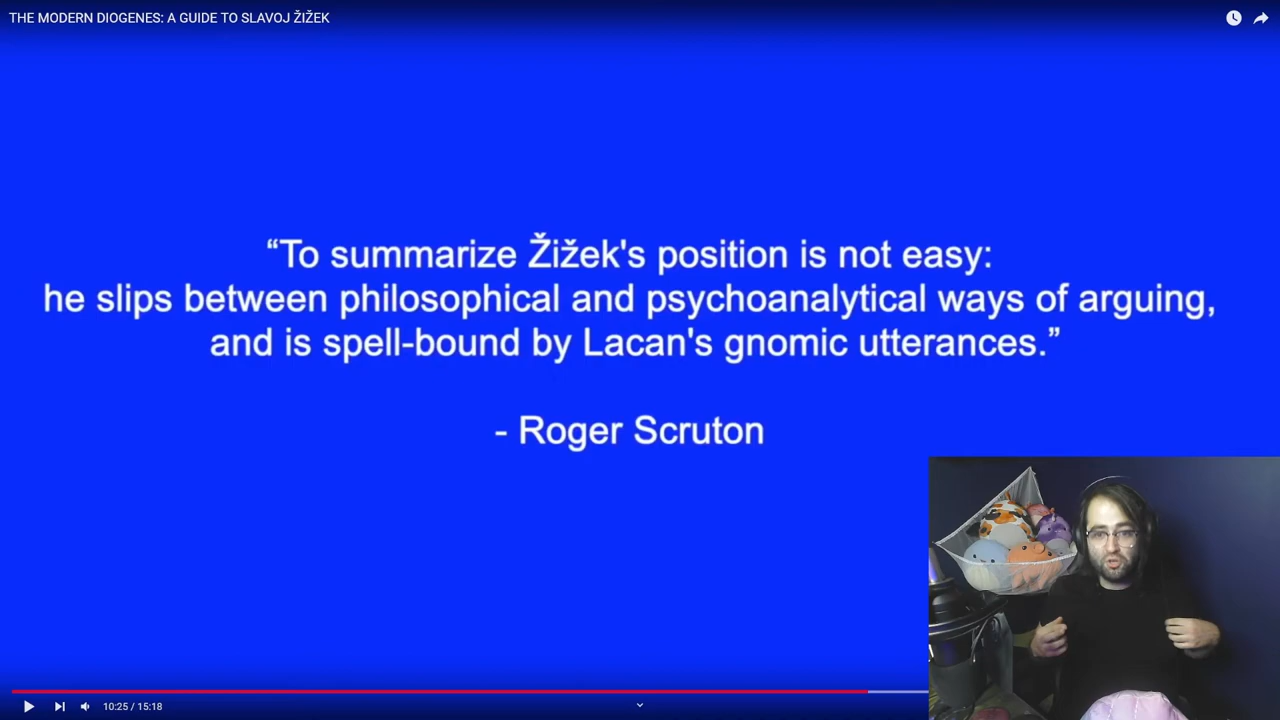 THE MODERN DIOGENES: A GUIDE TO SLAVOJ ŽIŽEK
“To summarize Žižek's position is not easy:
he slips between philosophical and psychoanalytical ways of arguing,
and is spell-bound by Lacan's gnomic utterances.”
- Roger Scruton
10:25 / 15:18